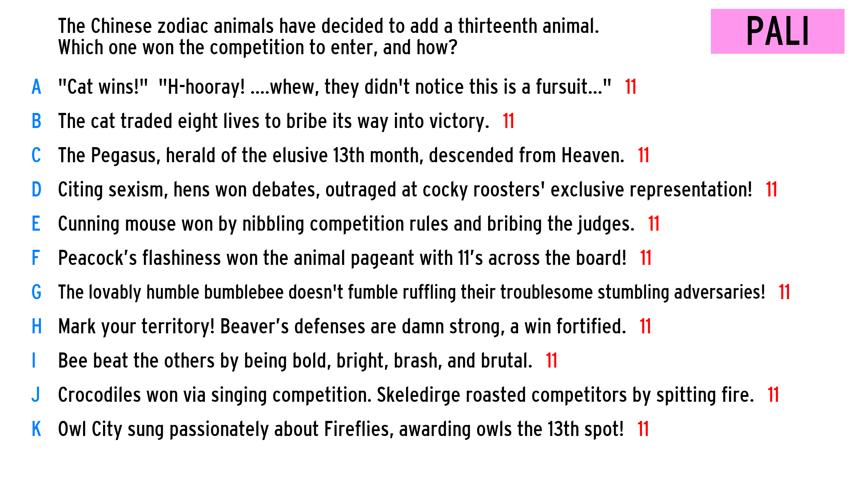 The Chinese zodiac animals have decided to add a thirteenth animal.
Which one won the competition to enter, and how?
PALI
A "Cat wins!" "H-hooray! ....whew, they didn't notice this is a fursuit..." 11
B The cat traded eight lives to bribe its way into victory. 11
C The Pegasus, herald of the elusive 13th month, descended from Heaven. 11
D Citing sexism, hens won debates, outraged at cocky roosters' exclusive representation! 11
E Cunning mouse won by nibbling competition rules and bribing the judges. 11
F Peacock’s flashiness won the animal pageant with 11’s across the board! 11
G The lovably humble bumblebee doesn't fumble ruffling their troublesome stumbling adversaries! 11
H Mark your territory! Beaver’s defenses are damn strong, a win fortified. 11
I Bee beat the others by being bold, bright, brash, and brutal. 11
J Crocodiles won via singing competition. Skeledirge roasted competitors by spitting fire. 11
K Owl City sung passionately about Fireflies, awarding owls the 13th spot! 11